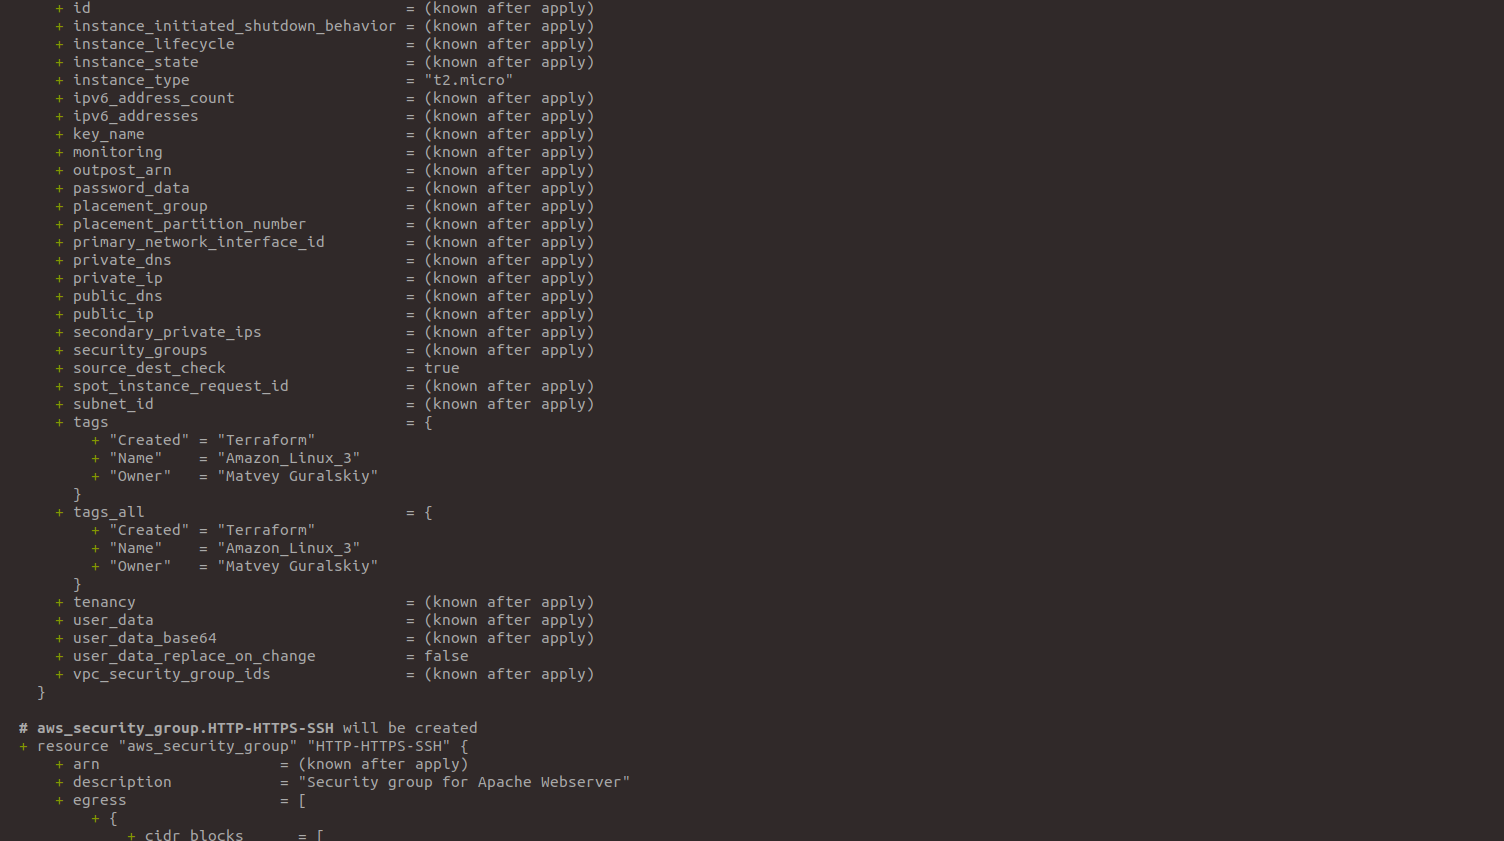 + id = (known after apply)
+ instance_initiated_shutdown_behavior = (known after apply)
+ instance_lifecycle = (known after apply)
+ instance_state = (known after apply)
+ instance_type = "t2.micro"
+ ipv6_address_count = (known after apply)
+ ipv6_addresses = (known after apply)
+ key_name = (known after apply)
+ monitoring = (known after apply)
+ outpost_arn = (known after apply)
+ password_data = (known after apply)
+ placement_group = (known after apply)
+ placement_partition_number = (known after apply)
+ primary_network_interface_id = (known after apply)
+ private_dns = (known after apply)
+ private_ip = (known after apply)
+ public_dns = (known after apply)
+ public_ip = (known after apply)
+ secondary_private_ips = (known after apply)
+ security_groups = (known after apply)
+ source_dest_check = true
+ spot_instance_request_id = (known after apply)
+ subnet_id = (known after apply)
+ tags = {
+ "Created" = "Terraform"
+ "Name" = "Amazon_Linux_3"
+ "Owner" = "Matvey Guralskiy"
}
+ tags_all = {
+ "Created" = "Terraform"
+ "Name" = "Amazon_Linux_3"
+ "Owner" = "Matvey Guralskiy"
}
+ tenancy = (known after apply)
+ user_data = (known after apply)
+ user_data_base64 = (known after apply)
+ user_data_replace_on_change = false
+ vpc_security_group_ids = (known after apply)
}
# aws_security_group.HTTP-HTTPS-SSH will be created
+ resource "aws_security_group" "HTTP-HTTPS-SSH" {
+ arn = (known after apply)
+ description = "Security group for Apache Webserver"
+ egress = [
+ {
+ cidr_blocks = [